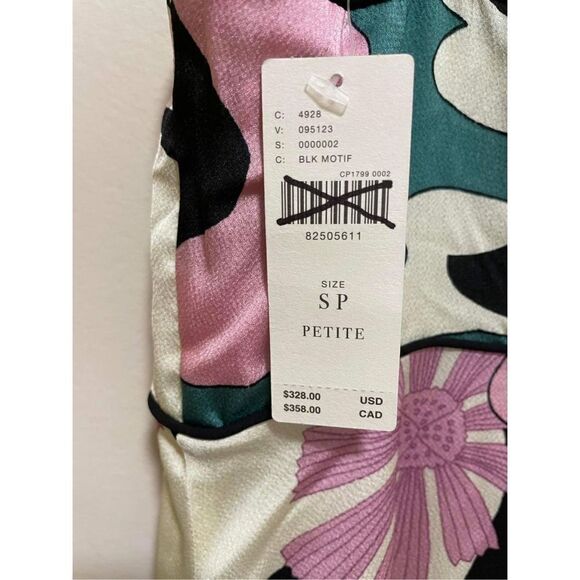 C: 4928
V: 095123
S: 0000002
C: BLK MOTIF
CP1799 0002
82505611
SIZE
SP
PETITE
$328.00 USD
$358.00 CAD